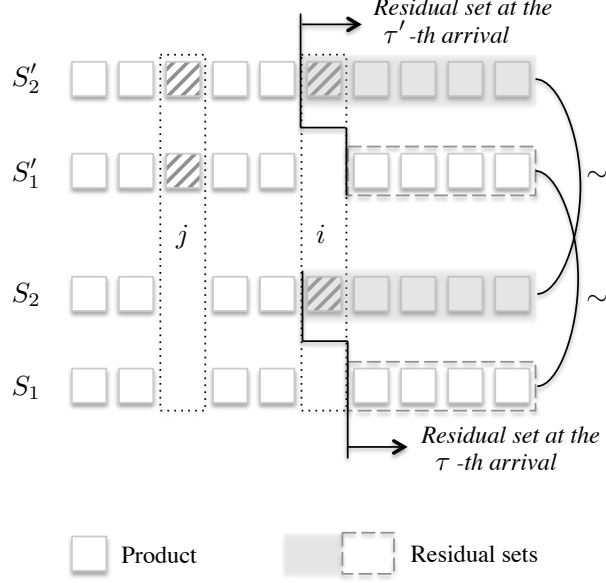 Residual set at the
τ′ -th arrival
S′₂
S′₁
j i
∼
∼
S₂
S₁
Residual set at the
τ -th arrival
Product Residual sets